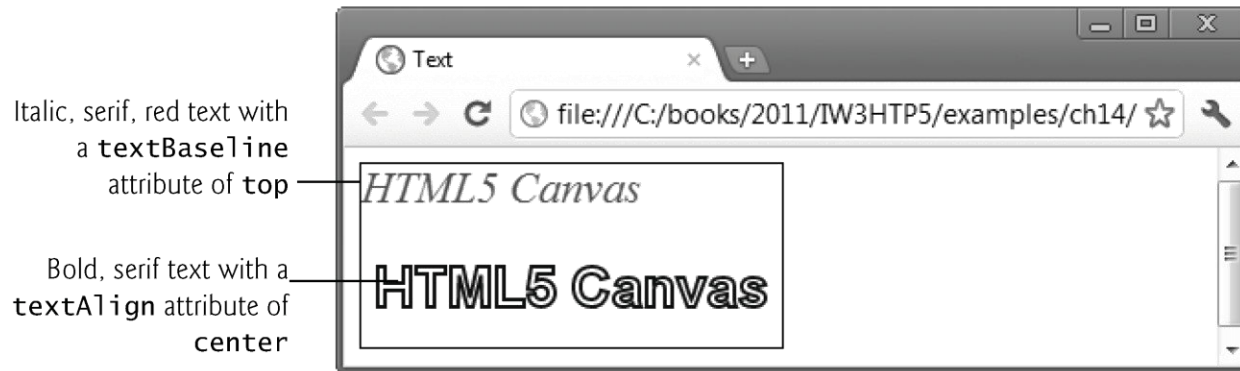 Text
file:///C:/books/2011/IW3HTP5/examples/ch14/
Italic, serif, red text with
a textBaseline
attribute of top
HTML5 Canvas
Bold, serif text with a
textAlign attribute of
center
HTML5 Canvas